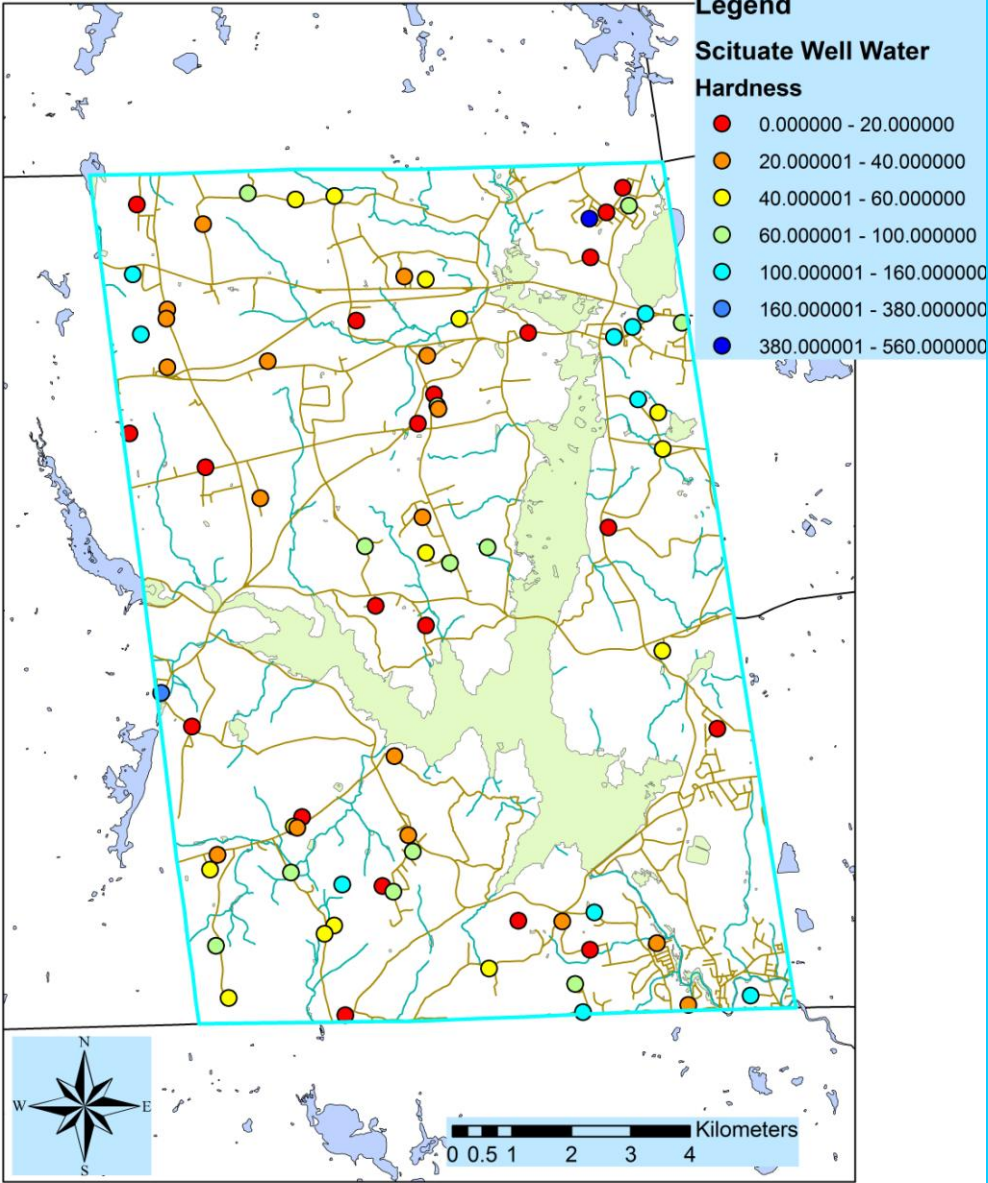 Legend
Scituate Well Water
Hardness
0.000000 - 20.000000
20.000001 - 40.000000
40.000001 - 60.000000
60.000001 - 100.000000
100.000001 - 160.000000
160.000001 - 380.000000
380.000001 - 560.000000
N
W E
S
Kilometers
0 0.5 1 2 3 4